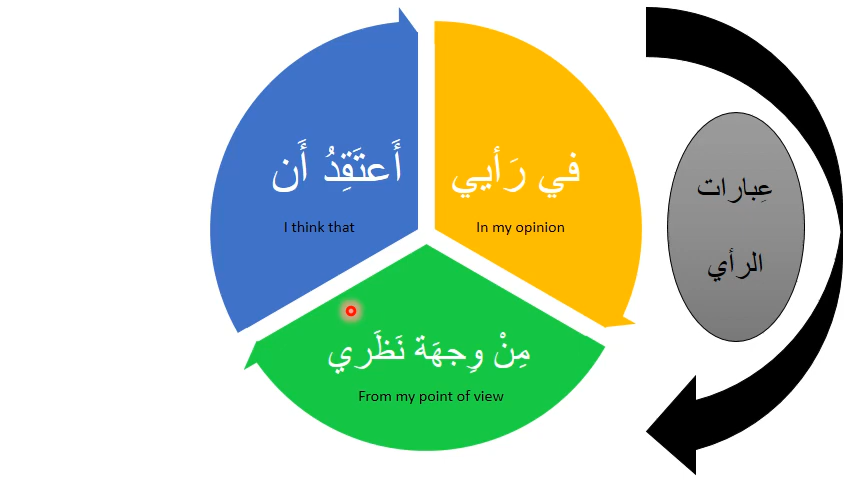 عِبارات
الرأي
في رَأيي
In my opinion
أَعتَقِدُ أَن
I think that
مِنْ وِجهَة نَظَري
From my point of view